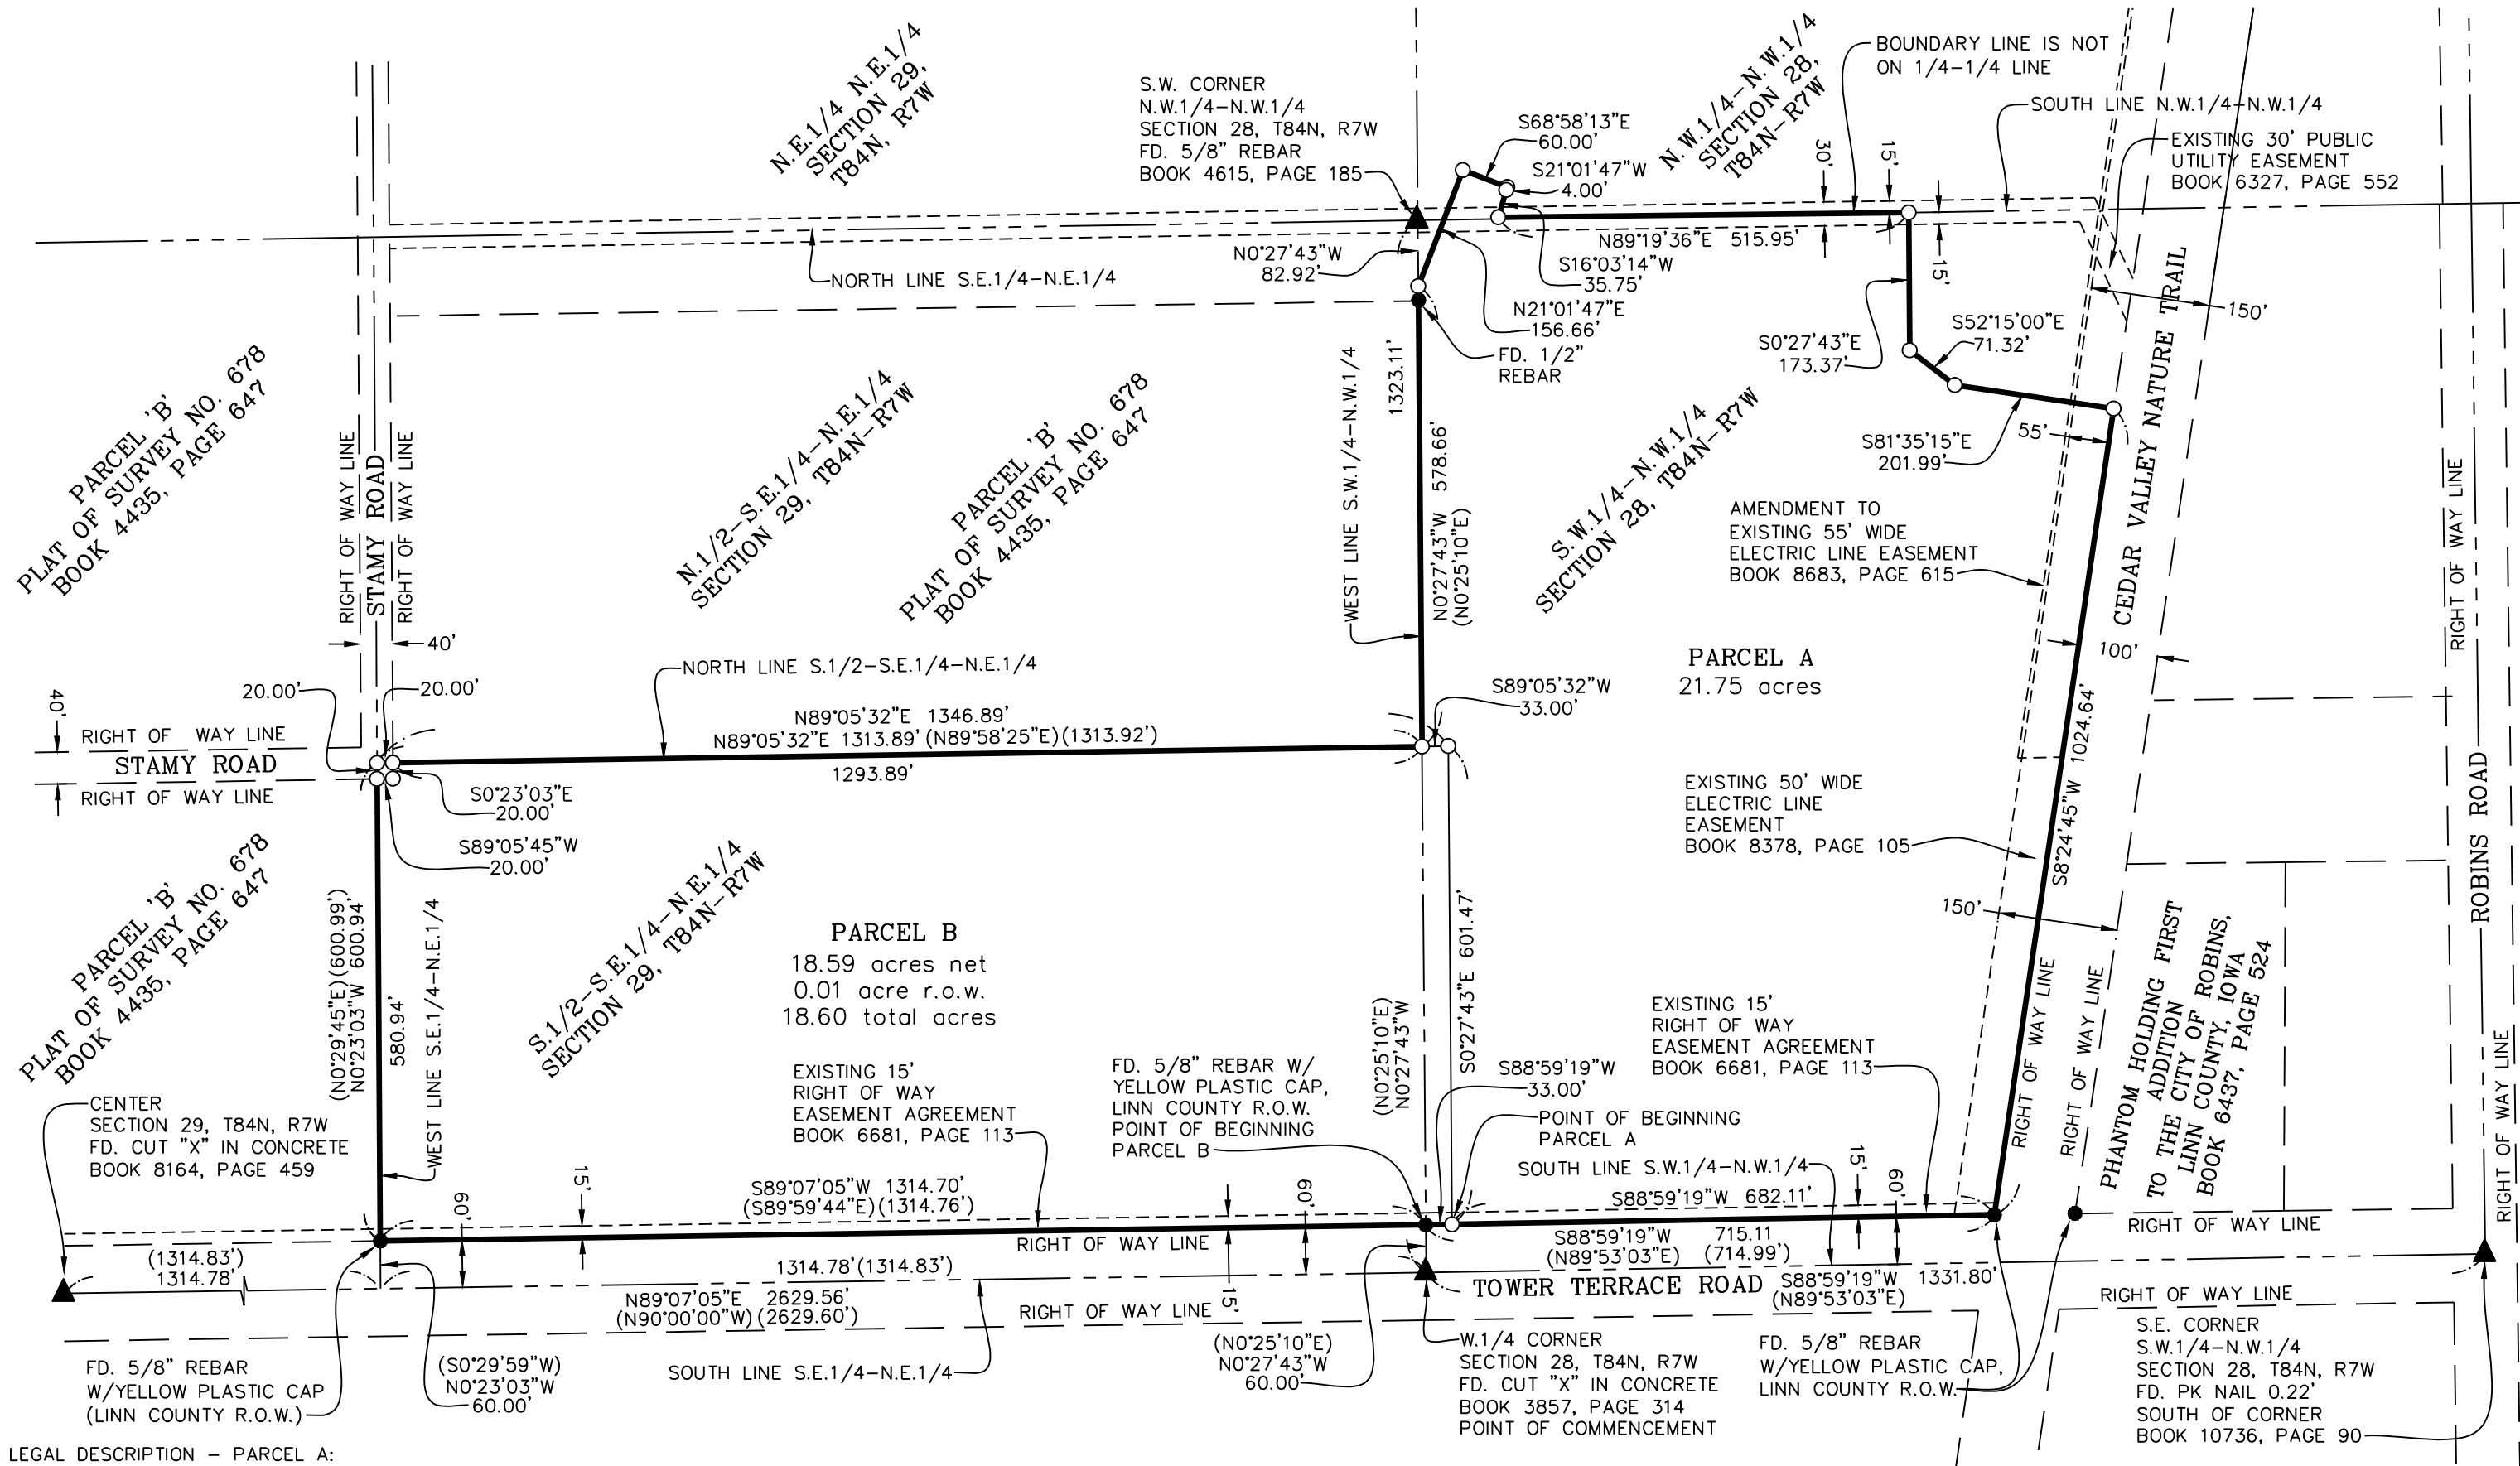 N.E.1/4 N.E.1/4
SECTION 29,
T84N, R7W
S.W. CORNER
N.W.1/4-N.W.1/4
SECTION 28, T84N, R7W
FD. 5/8" REBAR
BOOK 4615, PAGE 185
S68°58'13"E
60.00'
S21°01'47"W
4.00'
N.W.1/4-N.W.1/4
SECTION 28,
T84N-R7W
BOUNDARY LINE IS NOT
ON 1/4-1/4 LINE
SOUTH LINE N.W.1/4-N.W.1/4
EXISTING 30' PUBLIC
UTILITY EASEMENT
BOOK 6327, PAGE 552
30'
15'
15'
N89°19'36"E 515.95'
N0°27'43"W
82.92'
S16°03'14"W
35.75'
N21°01'47"E
156.66'
FD. 1/2"
REBAR
NORTH LINE S.E.1/4-N.E.1/4
S0°27'43"E
173.37'
S52°15'00"E
71.32'
150'
CEDAR VALLEY NATURE TRAIL
S81°35'15"E
201.99'
55'
PARCEL 'B'
PLAT OF SURVEY NO. 678
BOOK 4435, PAGE 647
RIGHT OF WAY LINE
STAMY ROAD
RIGHT OF WAY LINE
N.1/2-S.E.1/4-N.E.1/4
SECTION 29, T84N-R7W
PARCEL 'B'
PLAT OF SURVEY NO. 678
BOOK 4435, PAGE 647
WEST LINE S.W.1/4-N.W.1/4
1323.11'
N0°27'43"W 578.66'
(N0°25'10"E)
S.W.1/4-N.W.1/4
SECTION 28, T84N-R7W
AMENDMENT TO
EXISTING 55' WIDE
ELECTRIC LINE EASEMENT
BOOK 8683, PAGE 615
RIGHT OF WAY LINE
40'
100'
NORTH LINE S.1/2-S.E.1/4-N.E.1/4
PARCEL A
21.75 acres
20.00'
20.00'
40'
S89°05'32"W
33.00'
N89°05'32"E 1346.89'
N89°05'32"E 1313.89' (N89°58'25"E)(1313.92')
1293.89'
RIGHT OF WAY LINE
STAMY ROAD
RIGHT OF WAY LINE
S0°23'03"E
20.00'
S89°05'45"W
20.00'
EXISTING 50' WIDE
ELECTRIC LINE
EASEMENT
BOOK 8378, PAGE 105
S8°24'45"W 1024.64'
ROBINS ROAD
PARCEL 'B'
PLAT OF SURVEY NO. 678
BOOK 4435, PAGE 647
(N0°29'45"E)(600.99')
N0°23'03"W 600.94'
580.94'
WEST LINE S.E.1/4-N.E.1/4
S.1/2-S.E.1/4-N.E.1/4
SECTION 29, T84N-R7W
PARCEL B
18.59 acres net
0.01 acre r.o.w.
18.60 total acres
(N0°25'10"E)
N0°27'43"W
S0°27'43"E 601.47'
150'
RIGHT OF WAY LINE
RIGHT OF WAY LINE
PHANTOM HOLDING FIRST
ADDITION
TO THE CITY OF ROBINS,
LINN COUNTY, IOWA
BOOK 6437, PAGE 524
RIGHT OF WAY LINE
CENTER
SECTION 29, T84N, R7W
FD. CUT "X" IN CONCRETE
BOOK 8164, PAGE 459
EXISTING 15'
RIGHT OF WAY
EASEMENT AGREEMENT
BOOK 6681, PAGE 113
FD. 5/8" REBAR W/
YELLOW PLASTIC CAP,
LINN COUNTY R.O.W.
POINT OF BEGINNING
PARCEL B
S88°59'19"W
33.00'
POINT OF BEGINNING
PARCEL A
EXISTING 15'
RIGHT OF WAY
EASEMENT AGREEMENT
BOOK 6681, PAGE 113
SOUTH LINE S.W.1/4-N.W.1/4
60'
15'
S89°07'05"W 1314.70'
(S89°59'44"E)(1314.76')
60'
S88°59'19"W 682.11'
15'
60'
RIGHT OF WAY LINE
RIGHT OF WAY LINE
S88°59'19"W 715.11
(N89°53'03"E) (714.99')
(1314.83')
1314.78'
1314.78'(1314.83')
N89°07'05"E 2629.56'
(N90°00'00"W)(2629.60')
15'
RIGHT OF WAY LINE
TOWER TERRACE ROAD
S88°59'19"W 1331.80'
(N89°53'03"E)
RIGHT OF WAY LINE
FD. 5/8" REBAR
W/YELLOW PLASTIC CAP
(LINN COUNTY R.O.W.)
(S0°29'59"W)
N0°23'03"W
60.00'
SOUTH LINE S.E.1/4-N.E.1/4
(N0°25'10"E)
N0°27'43"W
60.00'
W.1/4 CORNER
SECTION 28, T84N, R7W
FD. CUT "X" IN CONCRETE
BOOK 3857, PAGE 314
POINT OF COMMENCEMENT
FD. 5/8" REBAR
W/YELLOW PLASTIC CAP,
LINN COUNTY R.O.W.
S.E. CORNER
S.W.1/4-N.W.1/4
SECTION 28, T84N, R7W
FD. PK NAIL 0.22'
SOUTH OF CORNER
BOOK 10736, PAGE 90
LEGAL DESCRIPTION - PARCEL A: